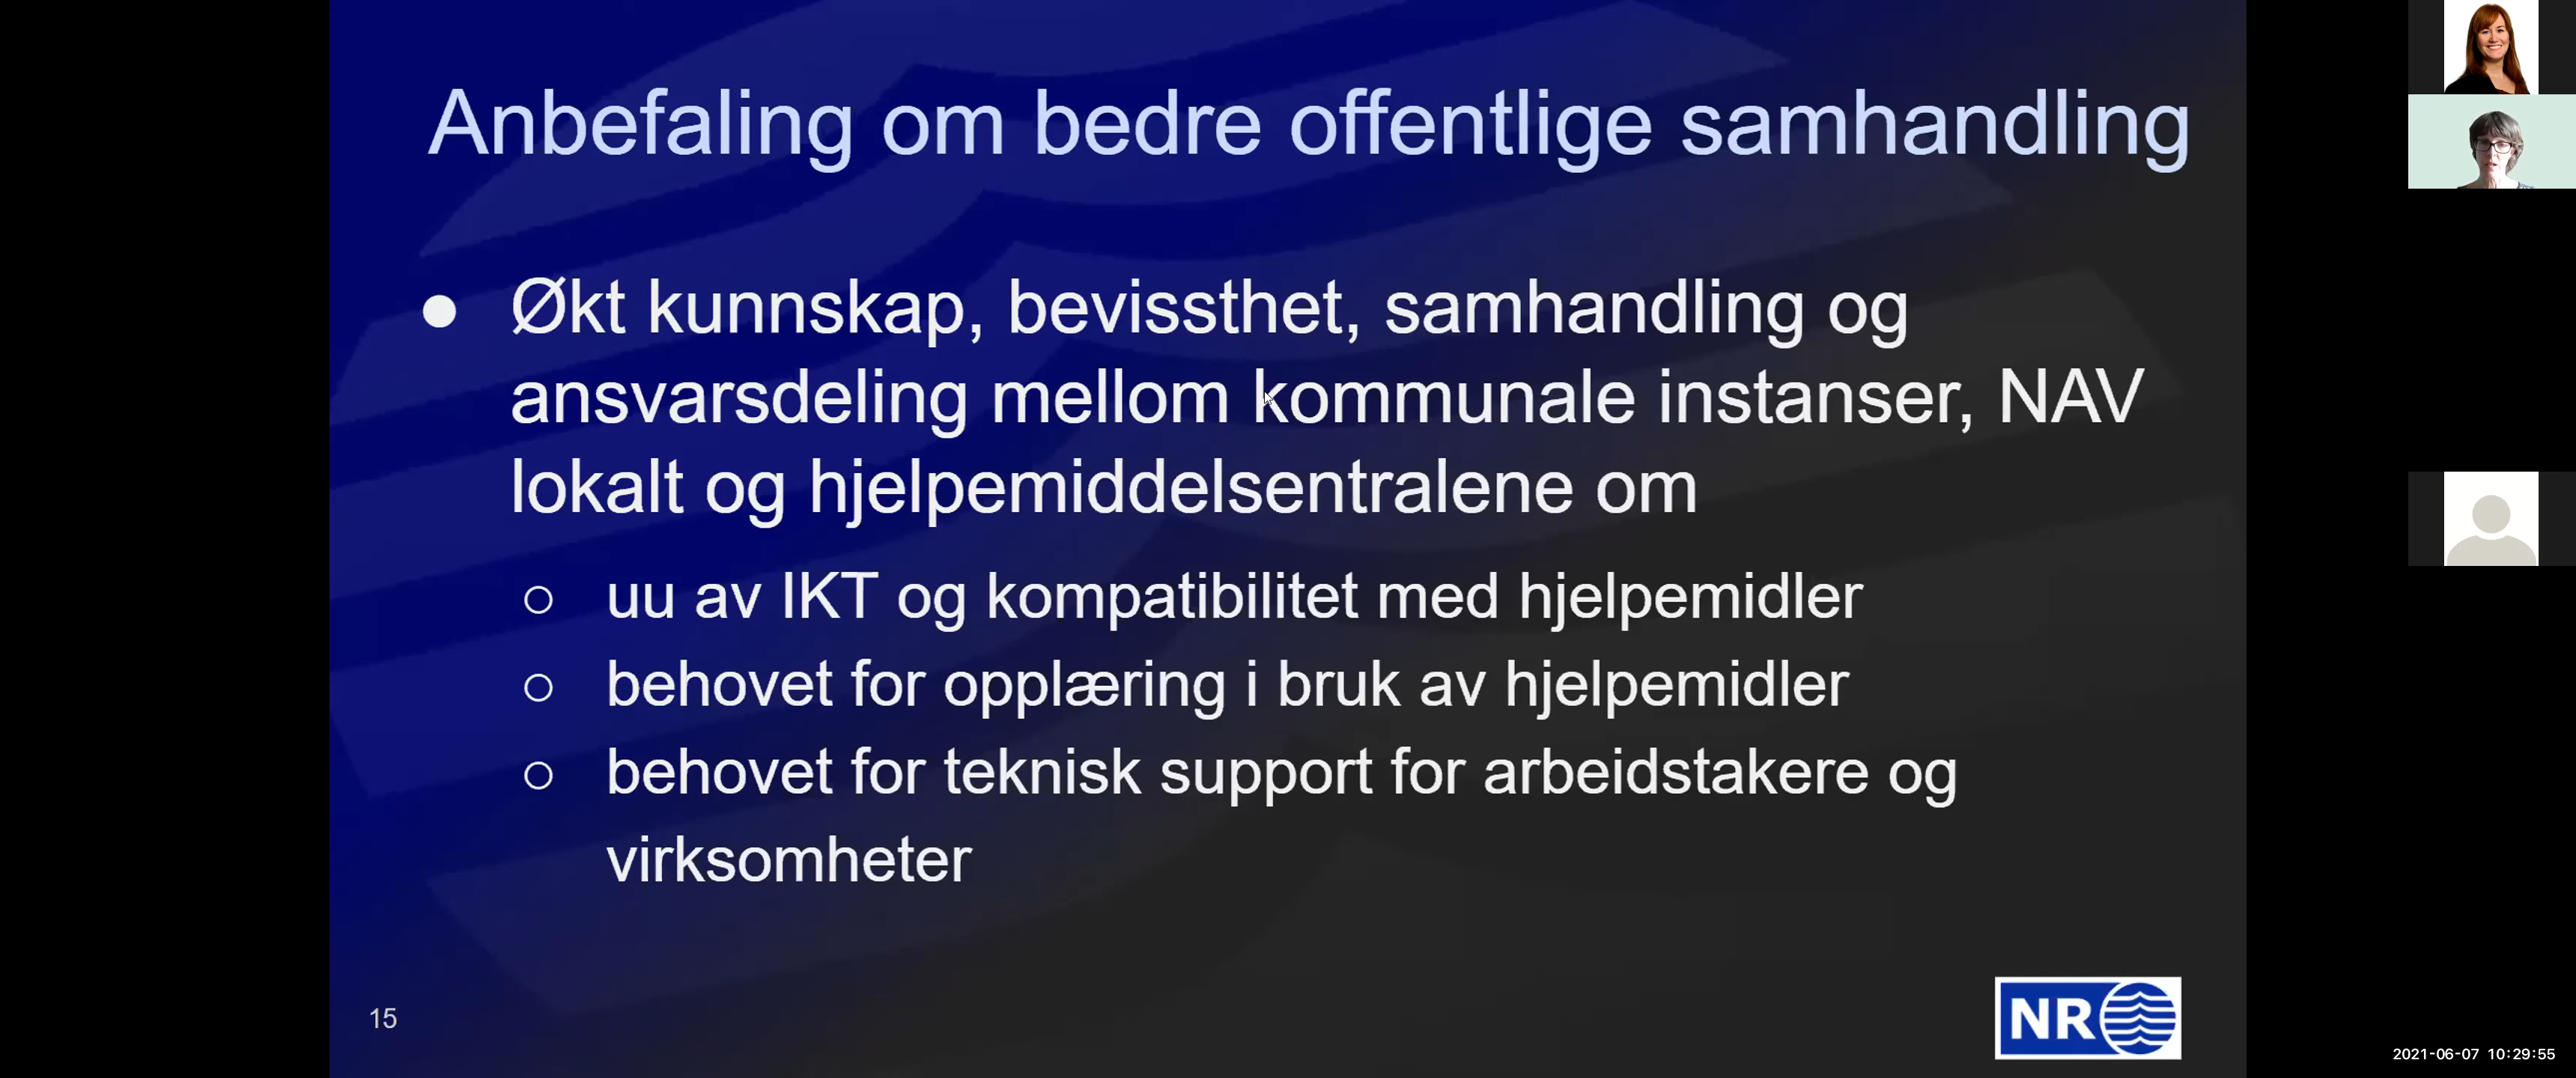 Anbefaling om bedre offentlige samhandling
● Økt kunnskap, bevissthet, samhandling og
ansvarsdeling mellom kommunale instanser, NAV
lokalt og hjelpemiddelsentralene om
○ uu av IKT og kompatibilitet med hjelpemidler
○ behovet for opplæring i bruk av hjelpemidler
○ behovet for teknisk support for arbeidstakere og
virksomheter
15
NR
2021-06-07 10:29:55